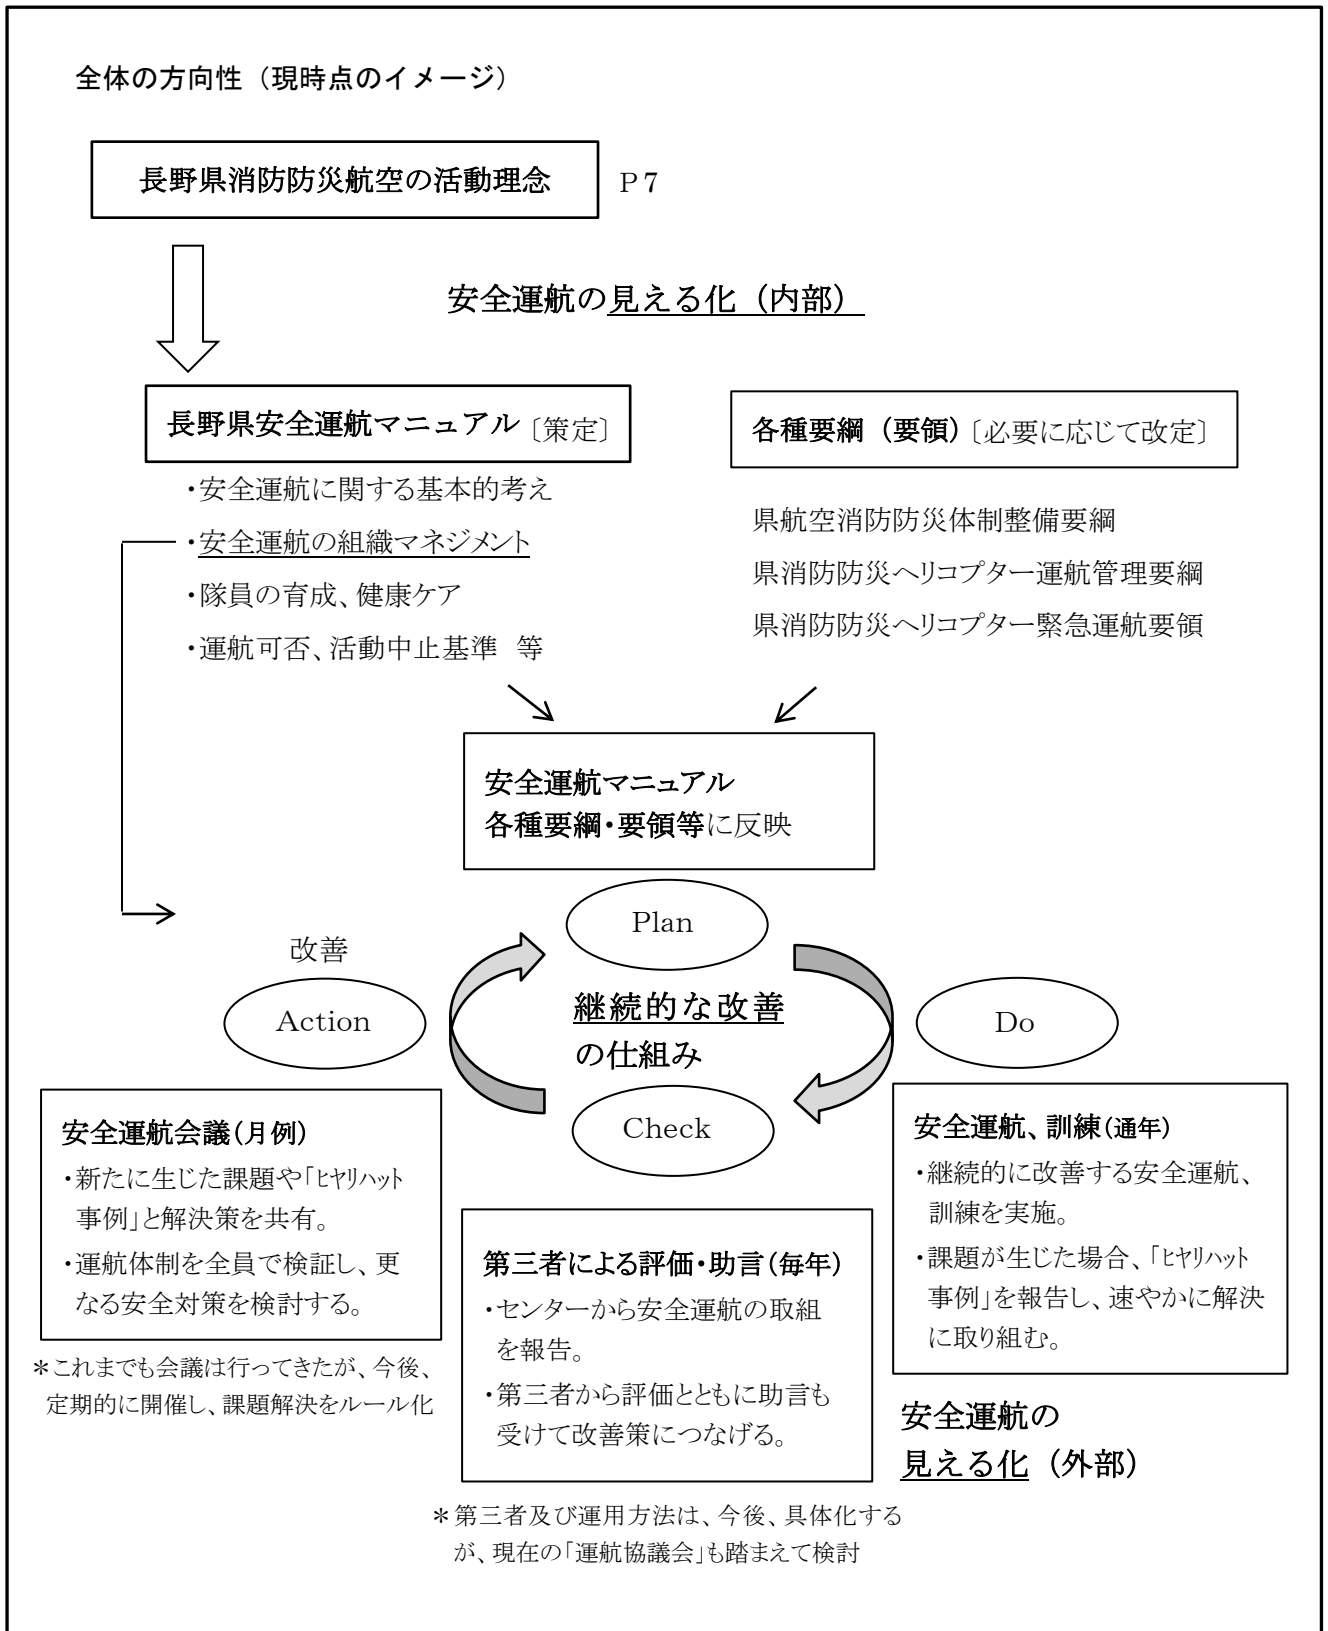 全体の方向性（現時点のイメージ）
長野県消防防災航空の活動理念
P７
安全運航の見える化（内部）
長野県安全運航マニュアル〔策定〕
・安全運航に関する基本的考え
・安全運航の組織マネジメント
・隊員の育成、健康ケア
・運航可否、活動中止基準　等
各種要綱（要領）〔必要に応じて改定〕
県航空消防防災体制整備要綱
県消防防災ヘリコプター運航管理要綱
県消防防災ヘリコプター緊急運航要領
安全運航マニュアル
各種要綱・要領等に反映
Plan
改善
Action
継続的な改善
の仕組み
Do
Check
安全運航会議（月例）
・新たに生じた課題や「ﾋﾔﾘﾊｯﾄ
事例」と解決策を共有。
・運航体制を全員で検証し、更
なる安全対策を検討する。
＊これまでも会議は行ってきたが、今後、
定期的に開催し、課題解決をルール化
第三者による評価・助言（毎年）
・センターから安全運航の取組
を報告。
・第三者から評価とともに助言も
受けて改善策につなげる。
＊第三者及び運用方法は、今後、具体化する
が、現在の「運航協議会」も踏まえて検討
安全運航、訓練（通年）
・継続的に改善する安全運航、
訓練を実施。
・課題が生じた場合、「ﾋﾔﾘﾊｯﾄ
事例」を報告し、速やかに解決
に取り組む。
安全運航の
見える化（外部）